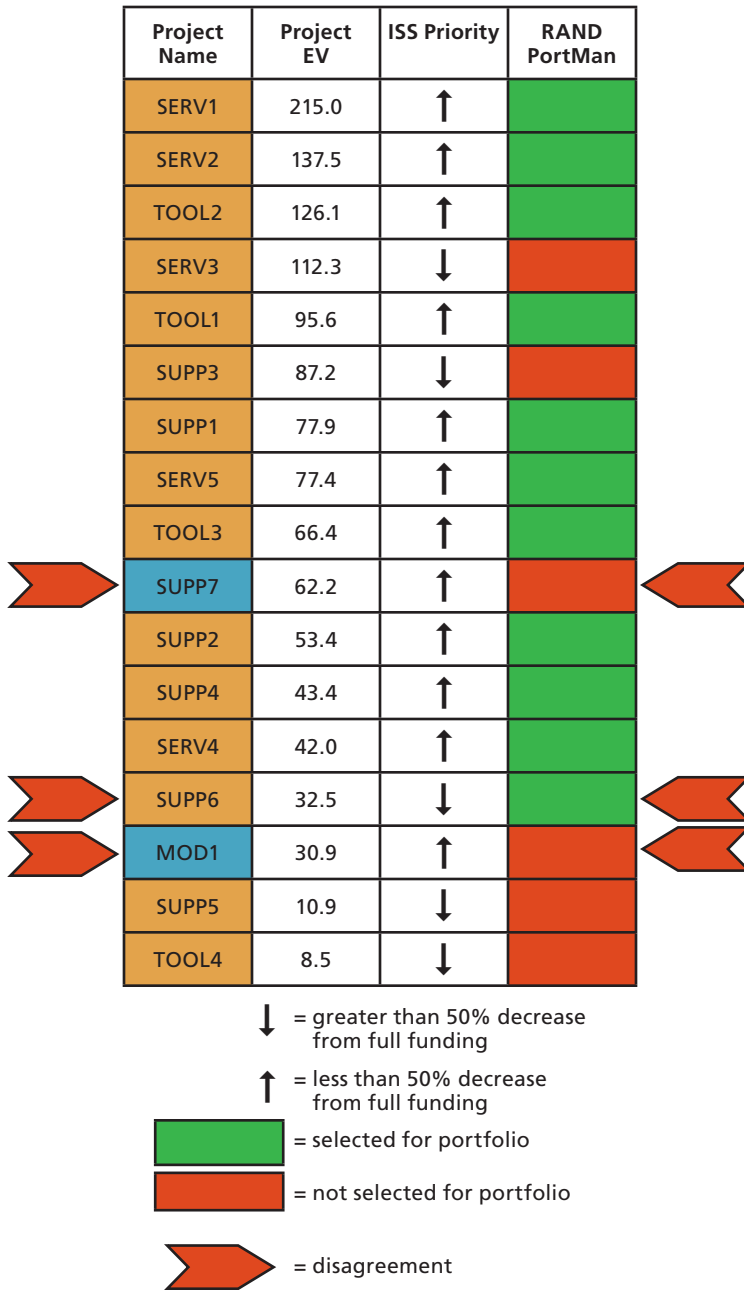 Project Name Project EV ISS Priority RAND PortMan
SERV1 215.0 ↑
SERV2 137.5 ↑
TOOL2 126.1 ↑
SERV3 112.3 ↓
TOOL1 95.6 ↑
SUPP3 87.2 ↓
SUPP1 77.9 ↑
SERV5 77.4 ↑
TOOL3 66.4 ↑
SUPP7 62.2 ↑
SUPP2 53.4 ↑
SUPP4 43.4 ↑
SERV4 42.0 ↑
SUPP6 32.5 ↓
MOD1 30.9 ↑
SUPP5 10.9 ↓
TOOL4 8.5 ↓
↓ = greater than 50% decrease
from full funding
↑ = less than 50% decrease
from full funding
= selected for portfolio
= not selected for portfolio
= disagreement